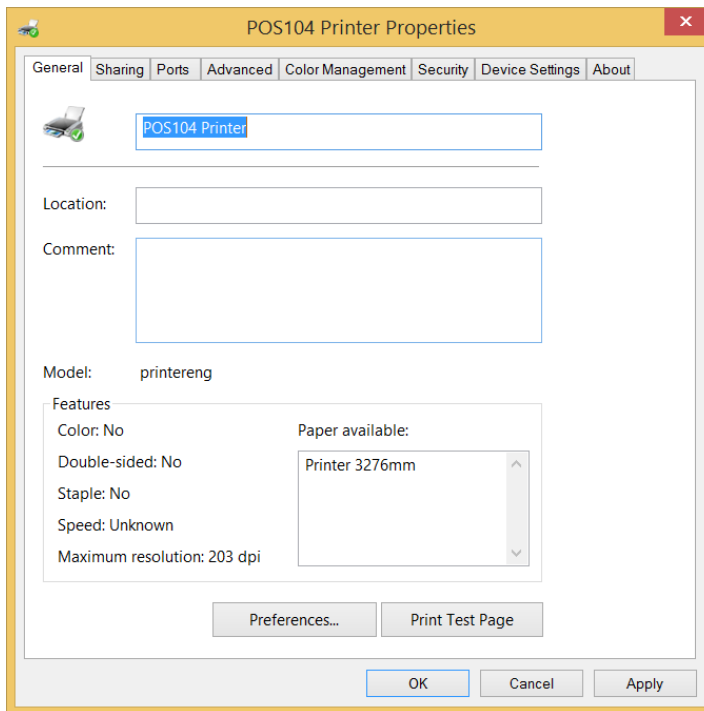 POS104 Printer Properties
General Sharing Ports Advanced Color Management Security Device Settings About
POS104 Printer
Location:
Comment:
Model: printereng
Features
Color: No
Paper available:
Double-sided: No
Printer 3276mm
Staple: No
Speed: Unknown
Maximum resolution: 203 dpi
Preferences... Print Test Page
OK Cancel Apply